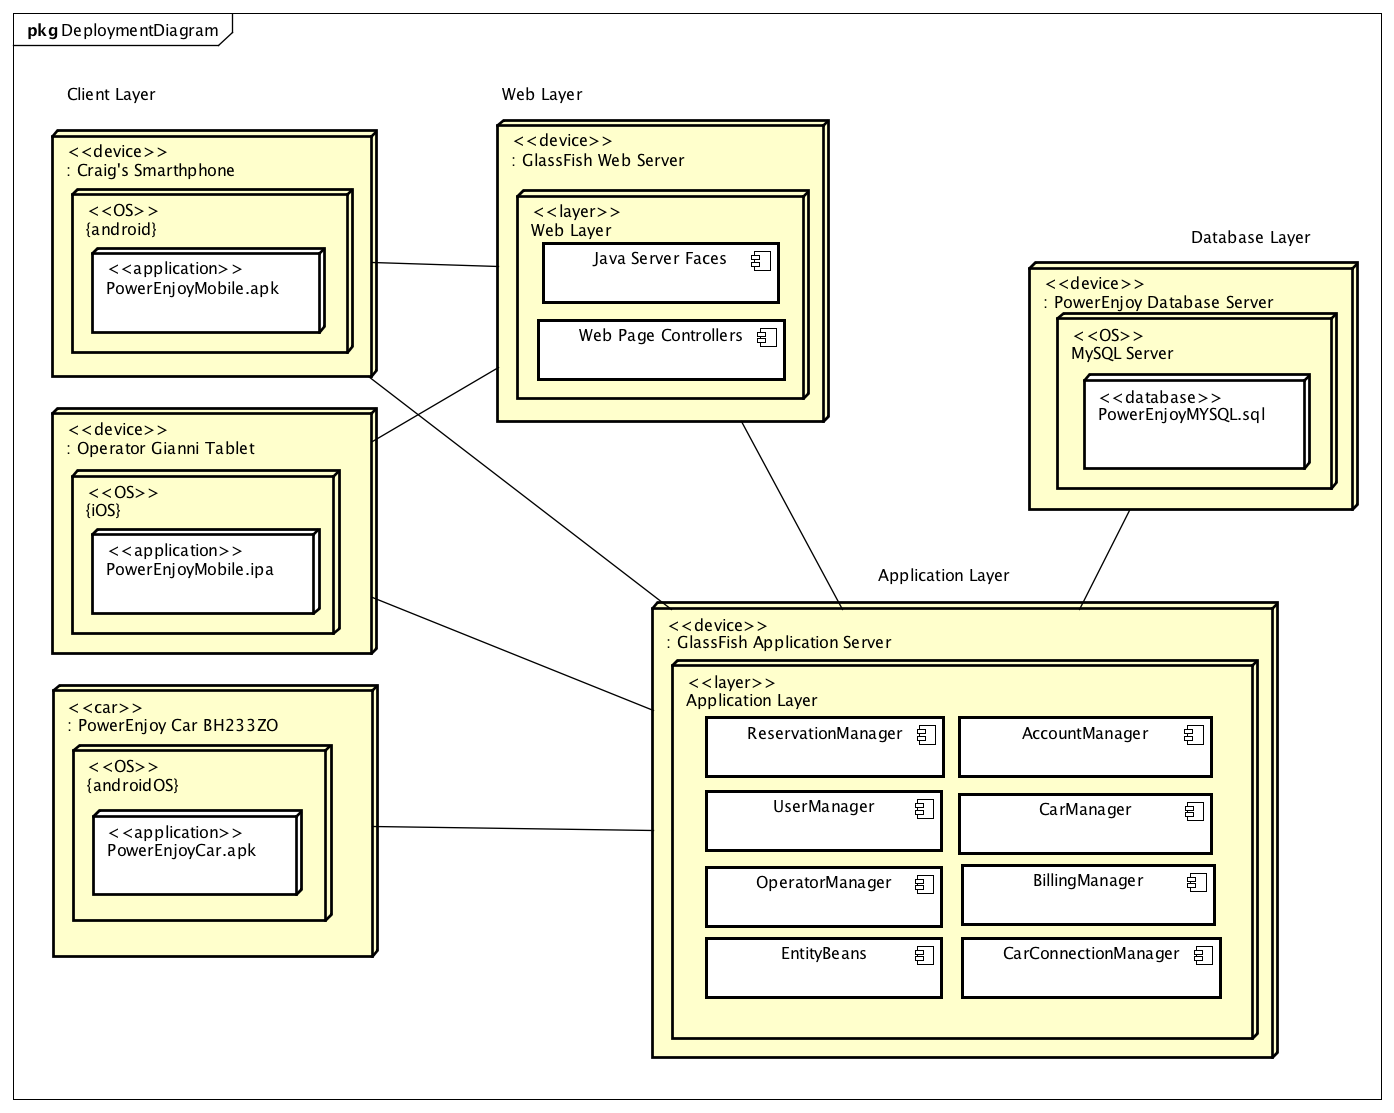 pkg DeploymentDiagram
Client Layer
<<device>>
: Craig's Smarthphone
<<OS>>
{android}
<<application>>
PowerEnjoyMobile.apk
<<device>>
: Operator Gianni Tablet
<<OS>>
{iOS}
<<application>>
PowerEnjoyMobile.ipa
<<car>>
: PowerEnjoy Car BH233ZO
<<OS>>
{androidOS}
<<application>>
PowerEnjoyCar.apk
Web Layer
<<device>>
: GlassFish Web Server
<<layer>>
Web Layer
Java Server Faces
Web Page Controllers
Database Layer
<<device>>
: PowerEnjoy Database Server
<<OS>>
MySQL Server
<<database>>
PowerEnjoyMYSQL.sql
Application Layer
<<device>>
: GlassFish Application Server
<<layer>>
Application Layer
ReservationManager
AccountManager
UserManager
CarManager
OperatorManager
BillingManager
EntityBeans
CarConnectionManager